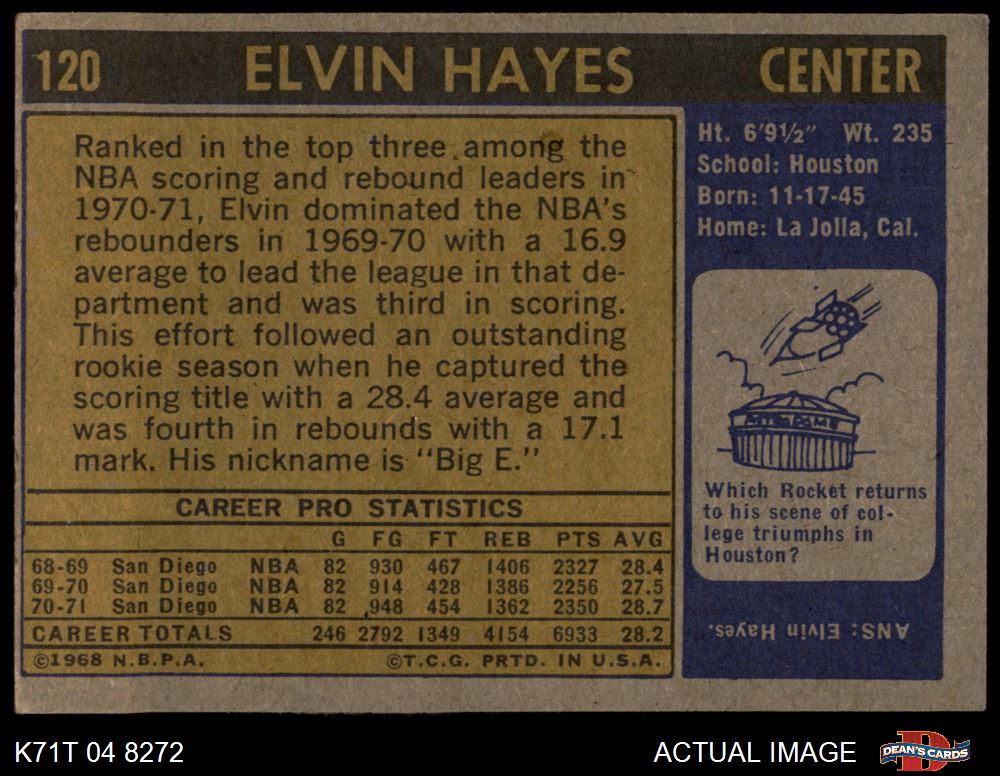 120 ELVIN HAYES CENTER
Ranked in the top three among the
NBA scoring and rebound leaders in
1970-71, Elvin dominated the NBA's
rebounders in 1969-70 with a 16.9
average to lead the league in that de-
partment and was third in scoring.
This effort followed an outstanding
rookie season when he captured the
scoring title with a 28.4 average and
was fourth in rebounds with a 17.1
mark. His nickname is "Big E."
CAREER PRO STATISTICS
G FG FT REB PTS AVG
68-69 San Diego NBA 82 930 467 1406 2327 28.4
69-70 San Diego NBA 82 914 428 1386 2256 27.5
70-71 San Diego NBA 82 948 454 1362 2350 28.7
CAREER TOTALS 246 2792 1349 4154 6933 28.2
©1968 N.B.P.A. ©T.C.G. PRTD. IN U.S.A.
Ht. 6'9½" Wt. 235
School: Houston
Born: 11-17-45
Home: La Jolla, Cal.
ASTRODOME
Which Rocket returns
to his scene of col-
lege triumphs in
Houston?
ANS: Elvin Hayes.
K71T 04 8272
ACTUAL IMAGE
D
DEAN'S CARDS